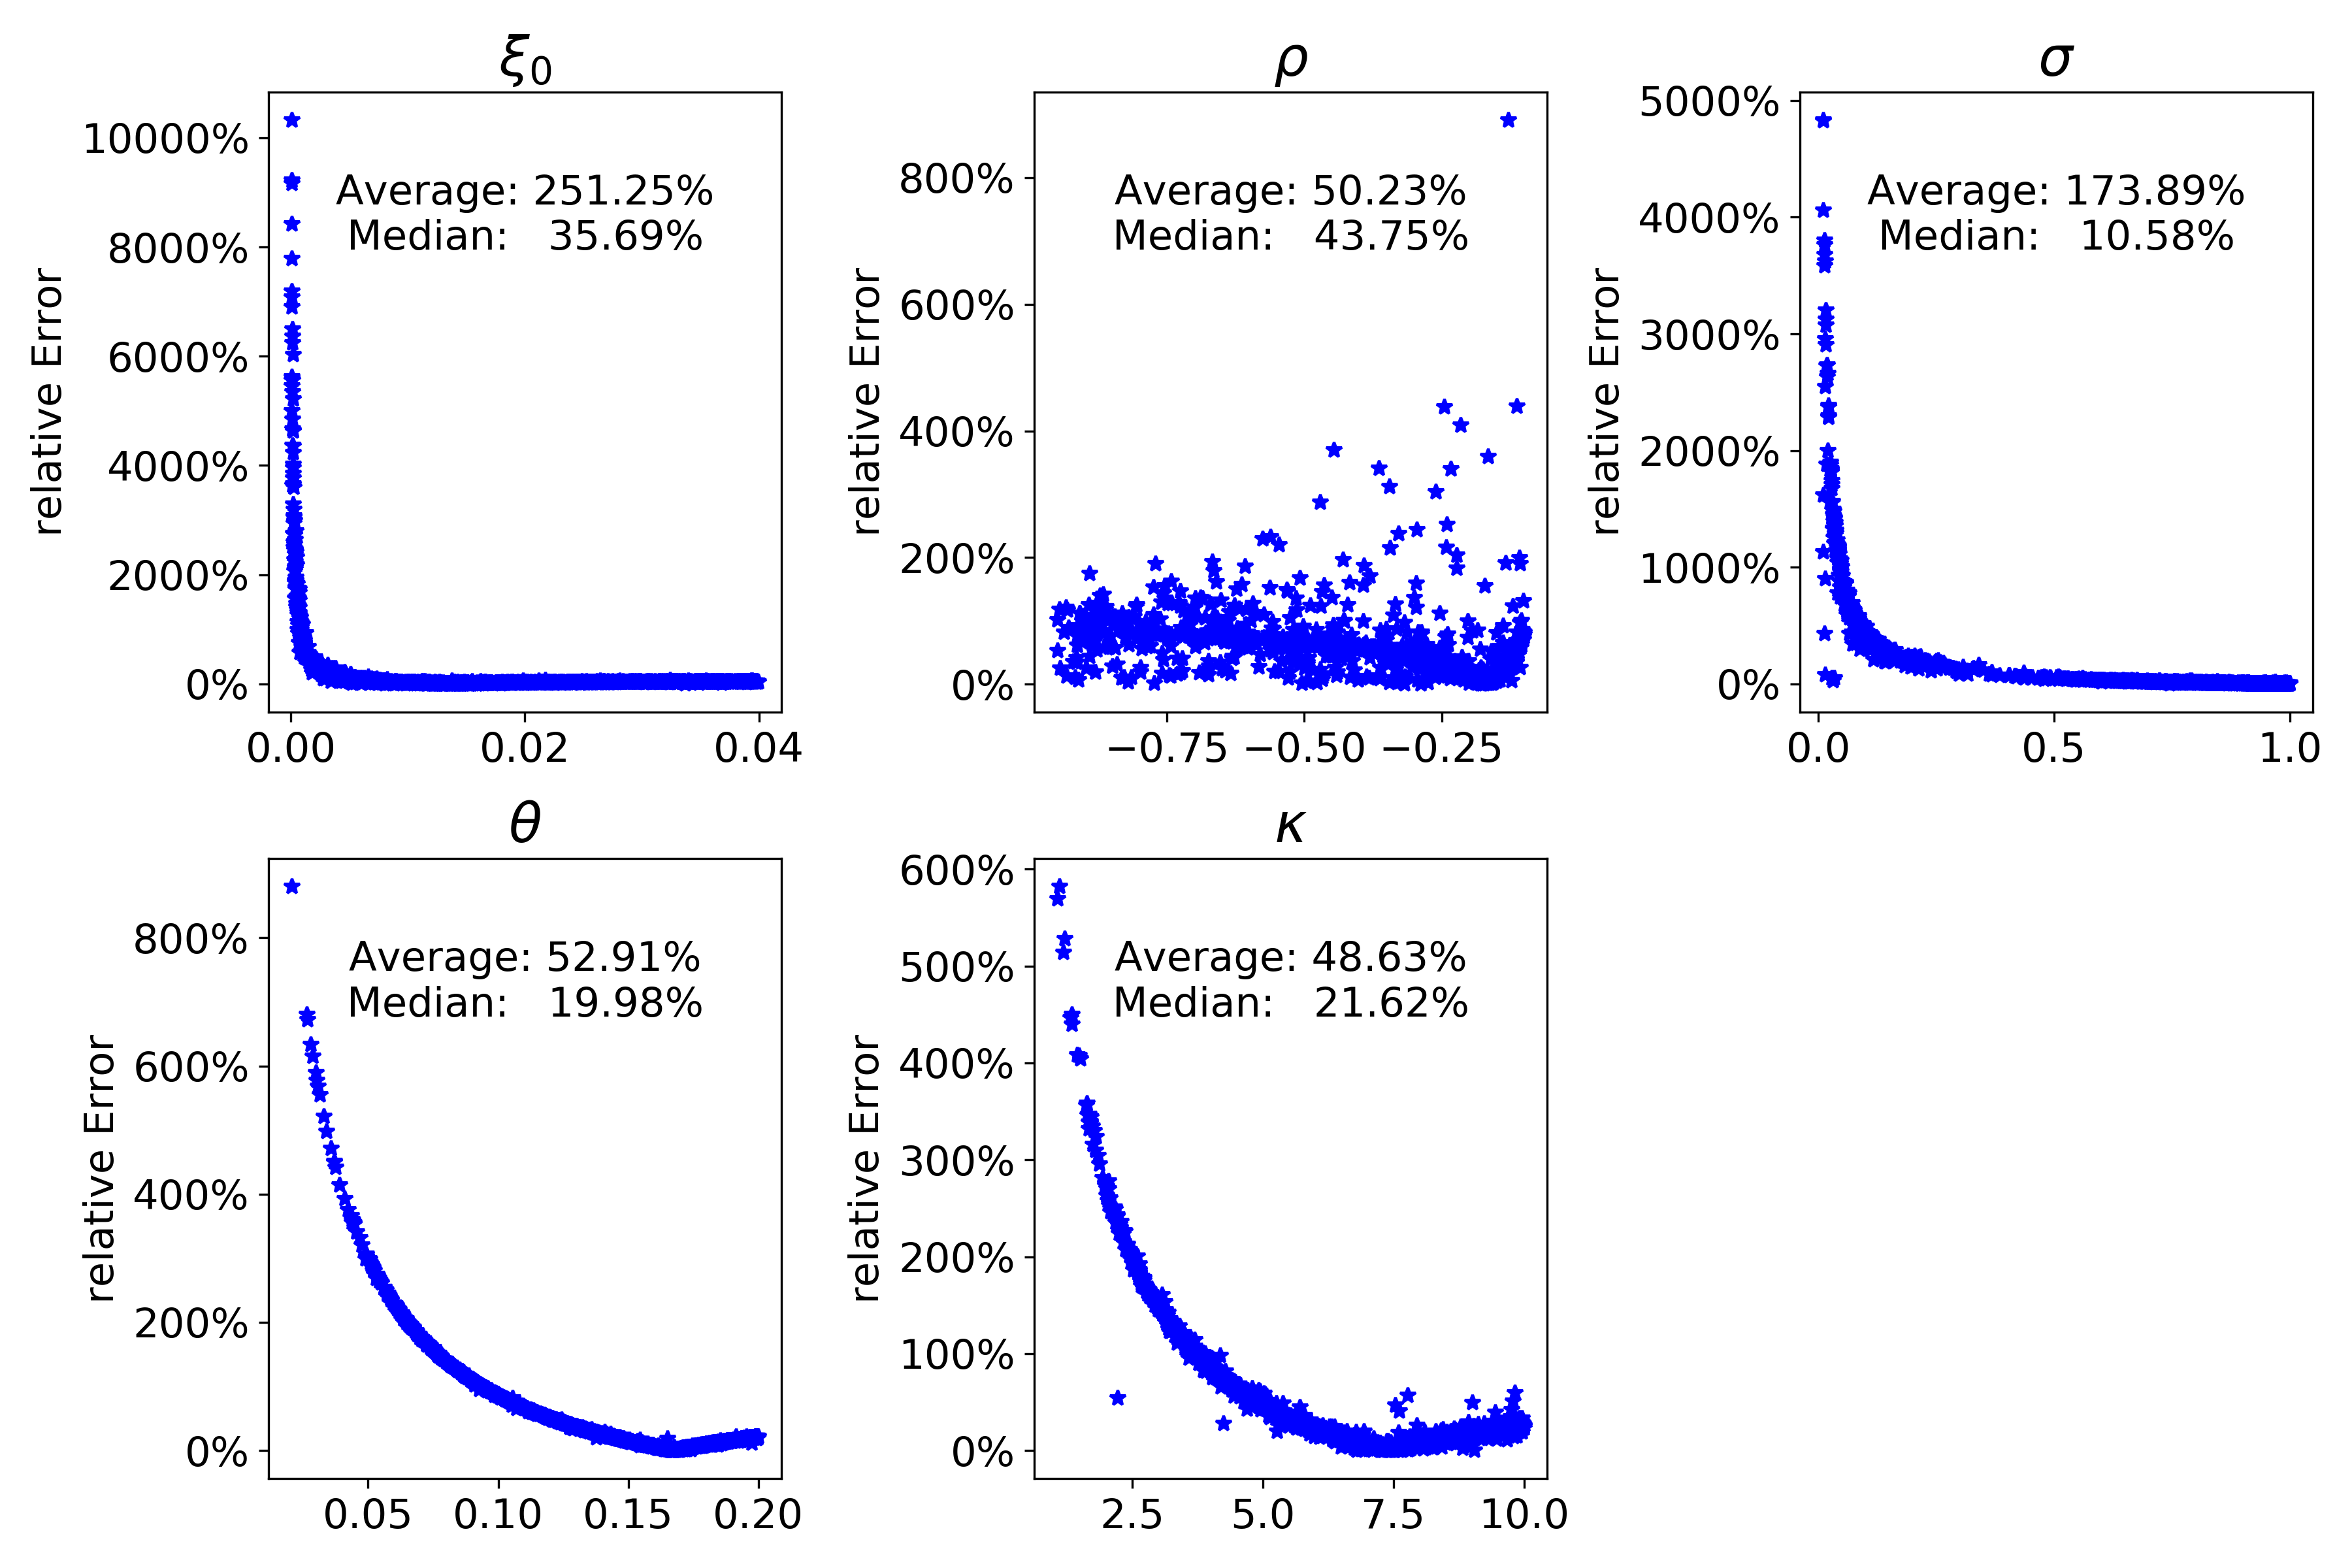 ξ0
10000%
8000%
6000%
4000%
2000%
0%
relative Error
Average: 251.25%
Median: 35.69%
0.00 0.02 0.04
ρ
800%
600%
400%
200%
0%
relative Error
Average: 50.23%
Median: 43.75%
−0.75 −0.50 −0.25
σ
5000%
4000%
3000%
2000%
1000%
0%
relative Error
Average: 173.89%
Median: 10.58%
0.0 0.5 1.0
θ
800%
600%
400%
200%
0%
relative Error
Average: 52.91%
Median: 19.98%
0.05 0.10 0.15 0.20
κ
600%
500%
400%
300%
200%
100%
0%
relative Error
Average: 48.63%
Median: 21.62%
2.5 5.0 7.5 10.0